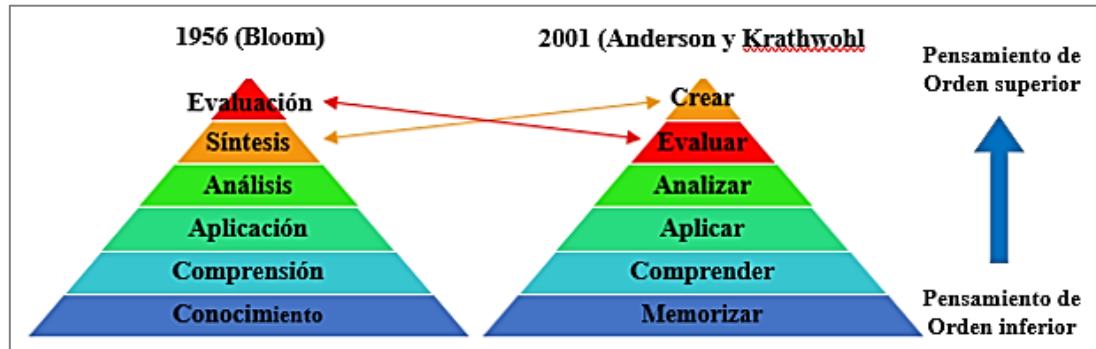 1956 (Bloom)
2001 (Anderson y Krathwohl
Evaluación
Síntesis
Análisis
Aplicación
Comprensión
Conocimiento
Crear
Evaluar
Analizar
Aplicar
Comprender
Memorizar
Pensamiento de
Orden superior
Pensamiento de
Orden inferior